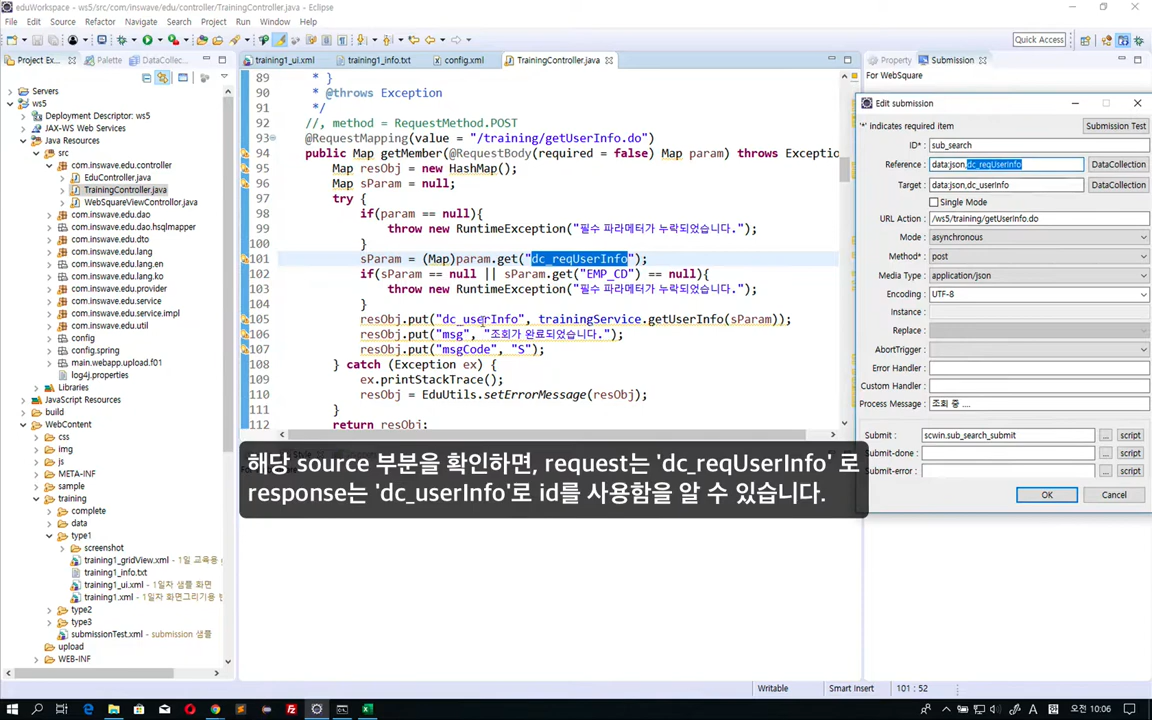 eduWorkspace - ws5/src/com/inswave/edu/controller/TrainingController.java - Eclipse
File Edit Source Refactor Navigate Search Project Run Window Help
Quick Access
Project Ex...
Palette
DataCollec...
training1_ui.xml
training1_info.txt
config.xml
TrainingController.java
Property
Submission
For WebSquare
Servers
ws5
Deployment Descriptor: ws5
JAX-WS Web Services
Java Resources
src
com.inswave.edu.controller
EduController.java
TrainingController.java
WebSquareViewController.java
com.inswave.edu.dao
com.inswave.edu.dao.hsqlmapper
com.inswave.edu.dto
com.inswave.edu.lang.en
com.inswave.edu.lang.ko
com.inswave.edu.preview
com.inswave.edu.service
com.inswave.edu.service.impl
com.inswave.edu.util
config
config.spring
main.webapp.upload.f01
log4j.properties
Libraries
JavaScript Resources
build
WebContent
css
img
js
META-INF
sample
training
complete
data
type1
screenshot
training1_gridView.xml - 1일 교육용 g
training1_info.txt
training1_ui.xml - 1일차 샘플 화면
training1.xml - 1일차 화면그리기용 빈
type2
type3
submissionTest.xml - submission 샘플
upload
WEB-INF
89 * }
90 * @throws Exception
91 */
92 //, method = RequestMethod.POST
93 @RequestMapping(value = "/training/getUserInfo.do")
94 public Map getMember(@RequestBody(required = false) Map param) throws Exceptio
95 Map resObj = new HashMap();
96 Map sParam = null;
97 try {
98 if(param == null){
99 throw new RuntimeException("필수 파라메터가 누락되었습니다.");
100 }
101 sParam = (Map)param.get("dc_reqUserInfo");
102 if(sParam == null || sParam.get("EMP_CD") == null){
103 throw new RuntimeException("필수 파라메터가 누락되었습니다.");
104 }
105 resObj.put("dc_userInfo", trainingService.getUserInfo(sParam));
106 resObj.put("msg", "조회가 완료되었습니다.");
107 resObj.put("msgCode", "S");
108 } catch (Exception ex) {
109 ex.printStackTrace();
110 resObj = EduUtils.setErrorMessage(resObj);
111 }
112 return resObj;
해당 source 부분을 확인하면, request는 'dc_reqUserInfo' 로
response는 'dc_userInfo'로 id를 사용함을 알 수 있습니다.
Edit submission
'*' indicates required item
Submission Test
ID* : sub_search
Reference : data:json,dc_reqUserInfo DataCollection
Target : data:json,dc_userInfo DataCollection
Single Mode
URL Action : /ws5/training/getUserInfo.do
Mode : asynchronous
Method* : post
Media Type : application/json
Encoding : UTF-8
Instance :
Replace :
AbortTrigger :
Error Handler :
Custom Handler :
Process Message : 조회 중 ....
Submit : scwin.sub_search_submit ... script
Submit-done : ... script
Submit-error : ... script
OK Cancel
Writable Smart Insert 101 : 52
오전 10:06